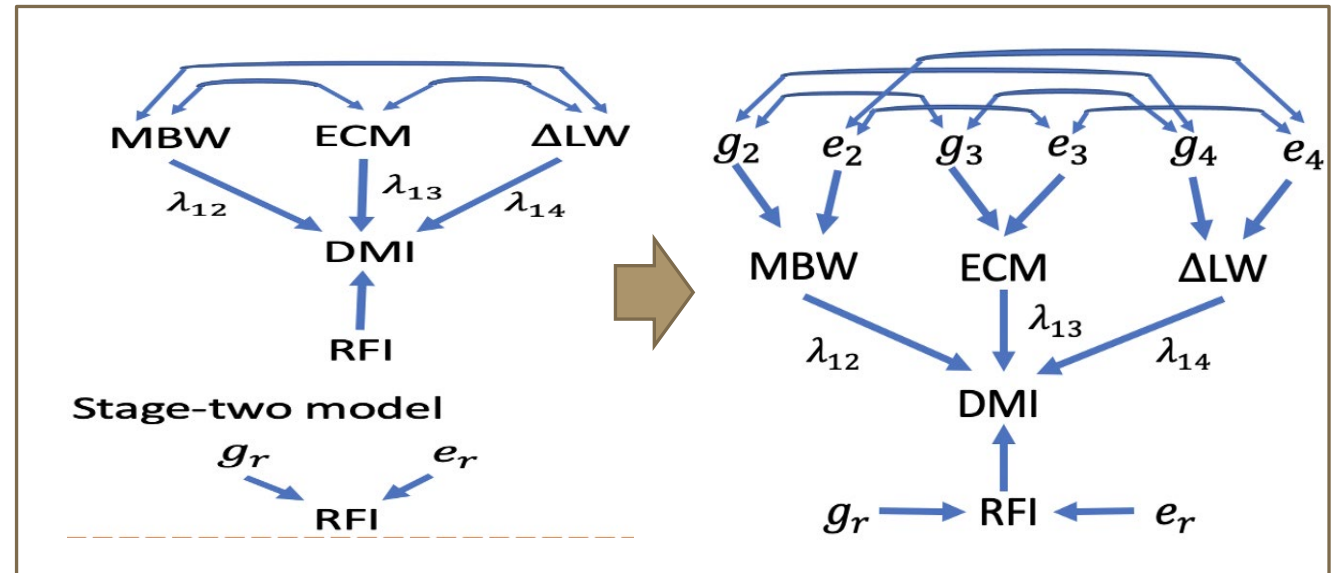 MBW ECM ΔLW
λ₁₂ λ₁₃ λ₁₄
DMI
RFI
Stage-two model
gᵣ eᵣ
RFI
g₂ e₂ g₃ e₃ g₄ e₄
MBW ECM ΔLW
λ₁₂ λ₁₃ λ₁₄
DMI
gᵣ RFI eᵣ